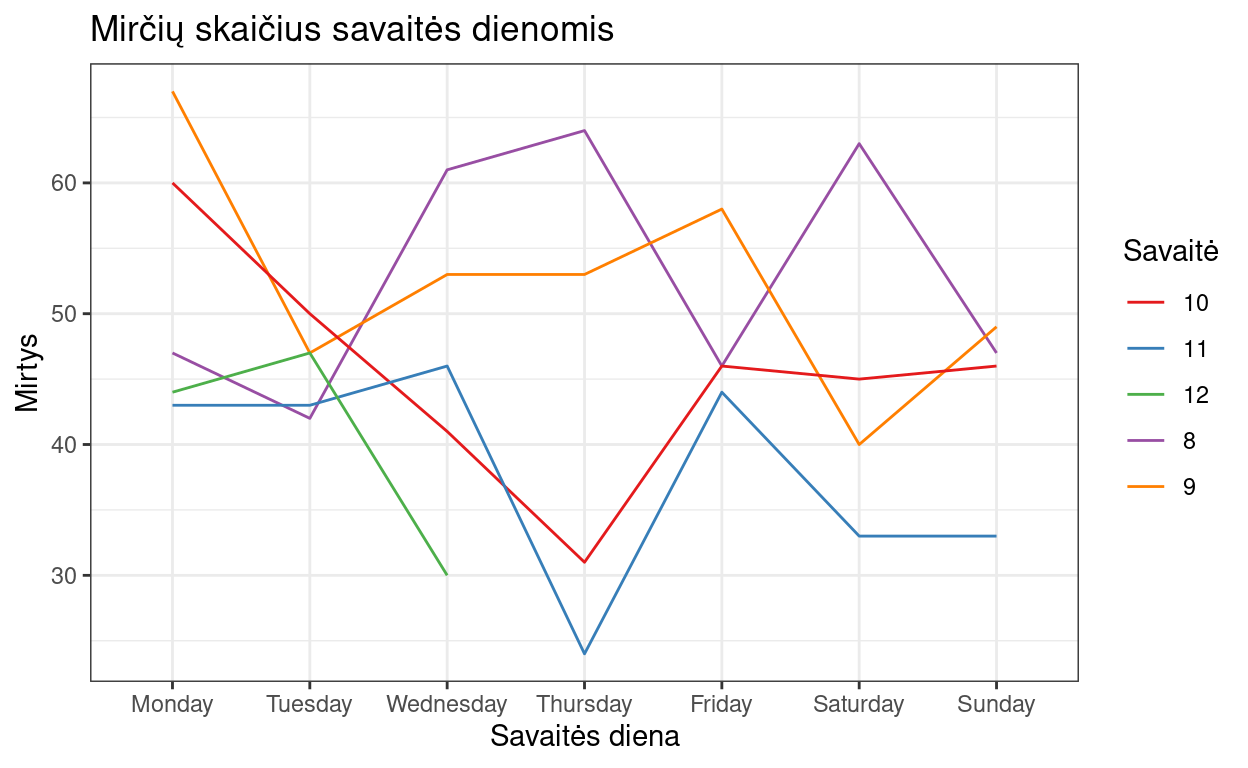 Mirčių skaičius savaitės dienomis
Mirtys
60
50
40
30
Monday Tuesday Wednesday Thursday Friday Saturday Sunday
Savaitės diena
Savaitė
10
11
12
8
9